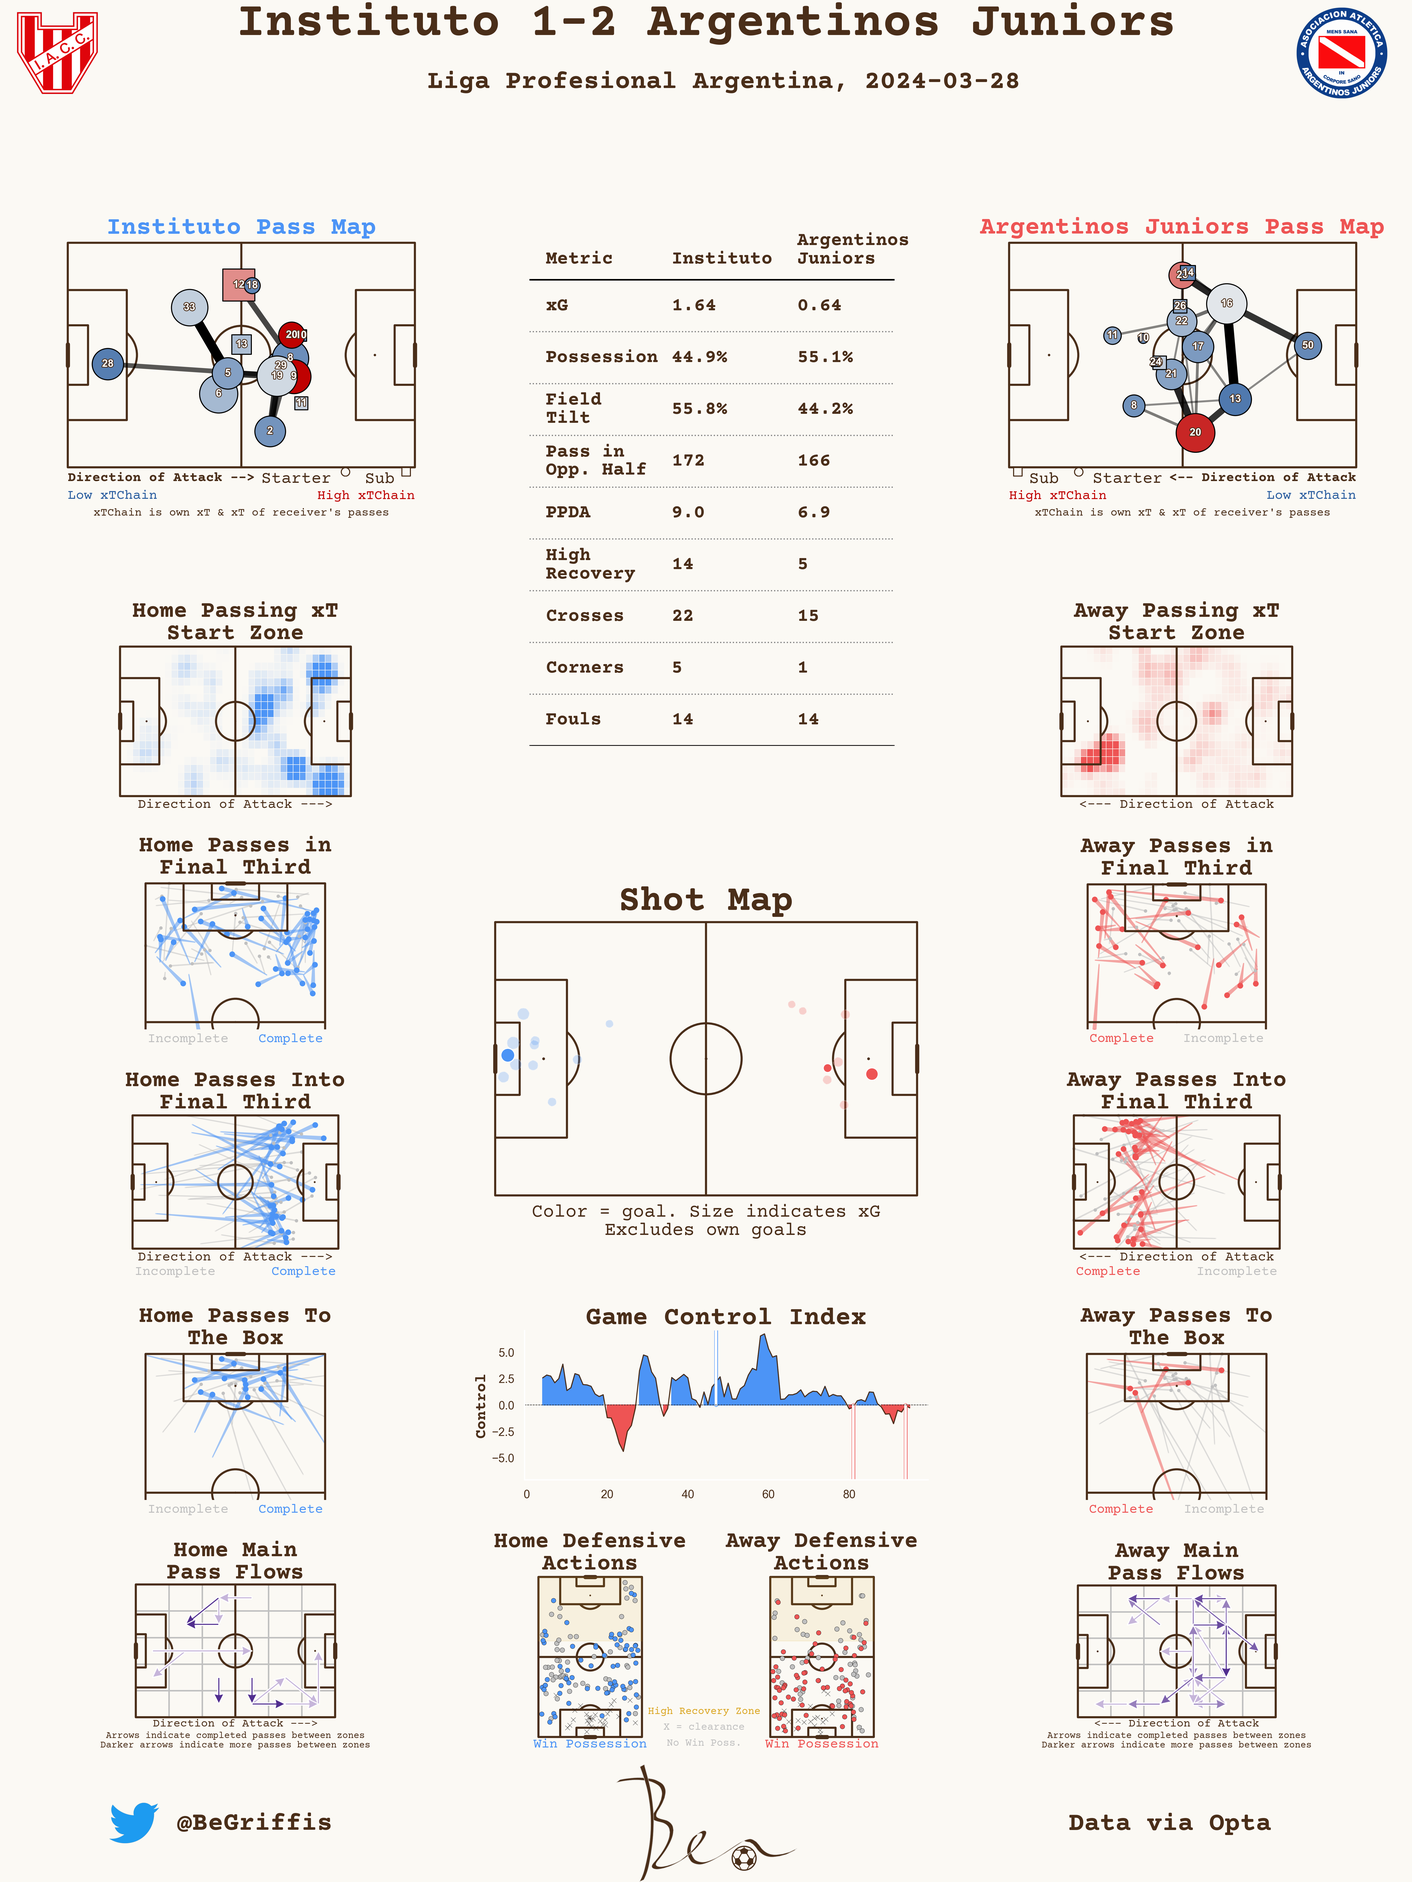 Instituto 1-2 Argentinos Juniors
Liga Profesional Argentina, 2024-03-28
I. A. C. C.
ASOCIACION ATLETICA
MENS SANA
IN
CORPORE SANO
ARGENTINOS JUNIORS
Instituto Pass Map
12 18
33
20 10
13
8
28
29
5
19 9
6
11
2
Direction of Attack --> Starter Sub
Low xTChain High xTChain
xTChain is own xT & xT of receiver's passes
Metric Instituto Argentinos
Juniors
xG 1.64 0.64
Possession 44.9% 55.1%
Field
Tilt 55.8% 44.2%
Pass in
Opp. Half 172 166
PPDA 9.0 6.9
High
Recovery 14 5
Crosses 22 15
Corners 5 1
Fouls 14 14
Argentinos Juniors Pass Map
14
16
26
22
11
10
17
50
24
21
13
8
20
Sub Starter <-- Direction of Attack
High xTChain Low xTChain
xTChain is own xT & xT of receiver's passes
Home Passing xT
Start Zone
Direction of Attack --->
Away Passing xT
Start Zone
<--- Direction of Attack
Home Passes in
Final Third
Incomplete Complete
Shot Map
Color = goal. Size indicates xG
Excludes own goals
Away Passes in
Final Third
Complete Incomplete
Home Passes Into
Final Third
Direction of Attack --->
Incomplete Complete
Away Passes Into
Final Third
<--- Direction of Attack
Complete Incomplete
Home Passes To
The Box
Incomplete Complete
Game Control Index
Control
5.0
2.5
0.0
−2.5
−5.0
0 20 40 60 80
Away Passes To
The Box
Complete Incomplete
Home Main
Pass Flows
Direction of Attack --->
Arrows indicate completed passes between zones
Darker arrows indicate more passes between zones
Home Defensive
Actions
Win Possession
High Recovery Zone
X = clearance
No Win Poss.
Away Defensive
Actions
Win Possession
Away Main
Pass Flows
<--- Direction of Attack
Arrows indicate completed passes between zones
Darker arrows indicate more passes between zones
@BeGriffis
Ben
Data via Opta